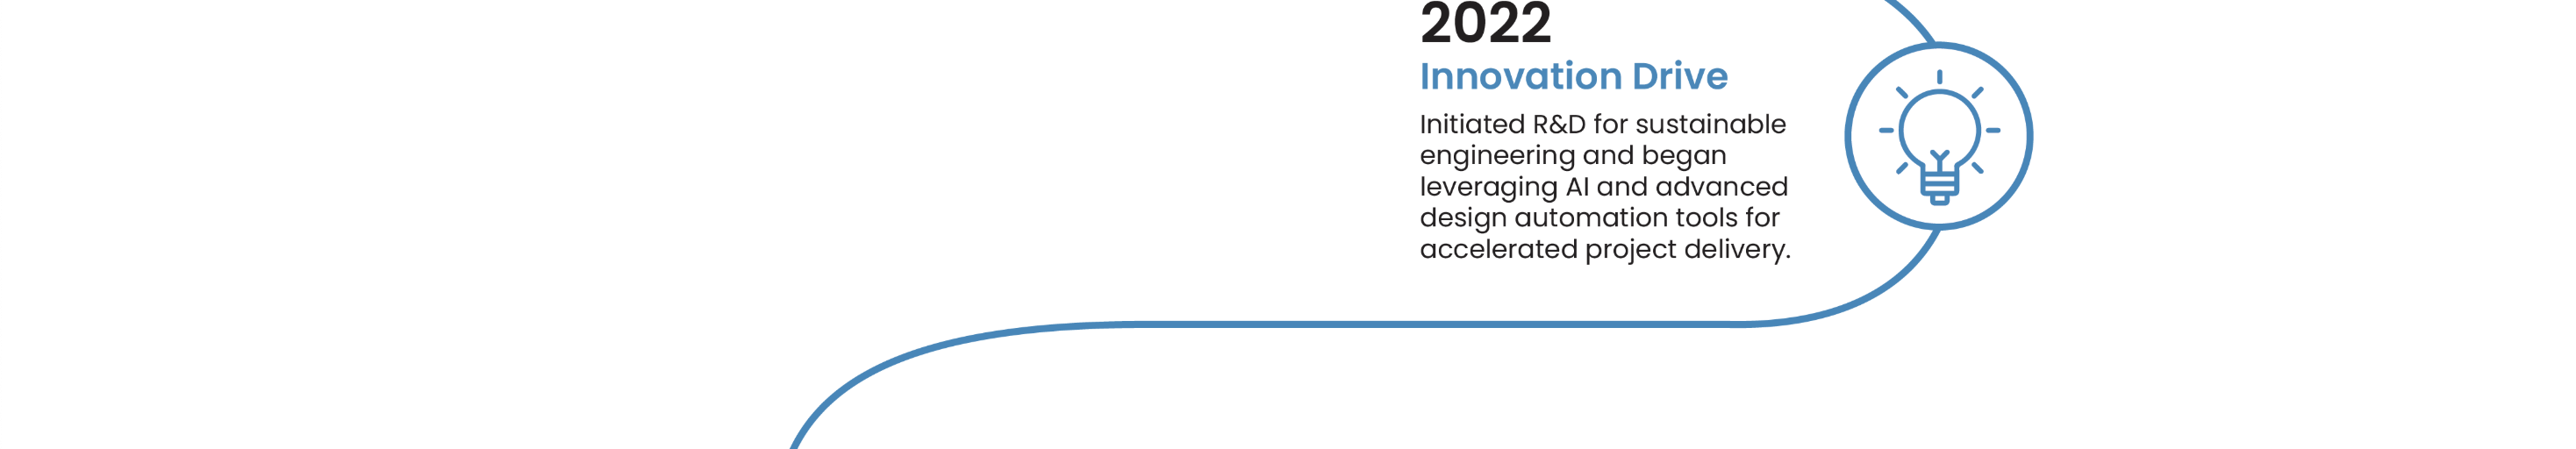 2022
Innovation Drive
Initiated R&D for sustainable
engineering and began
leveraging AI and advanced
design automation tools for
accelerated project delivery.